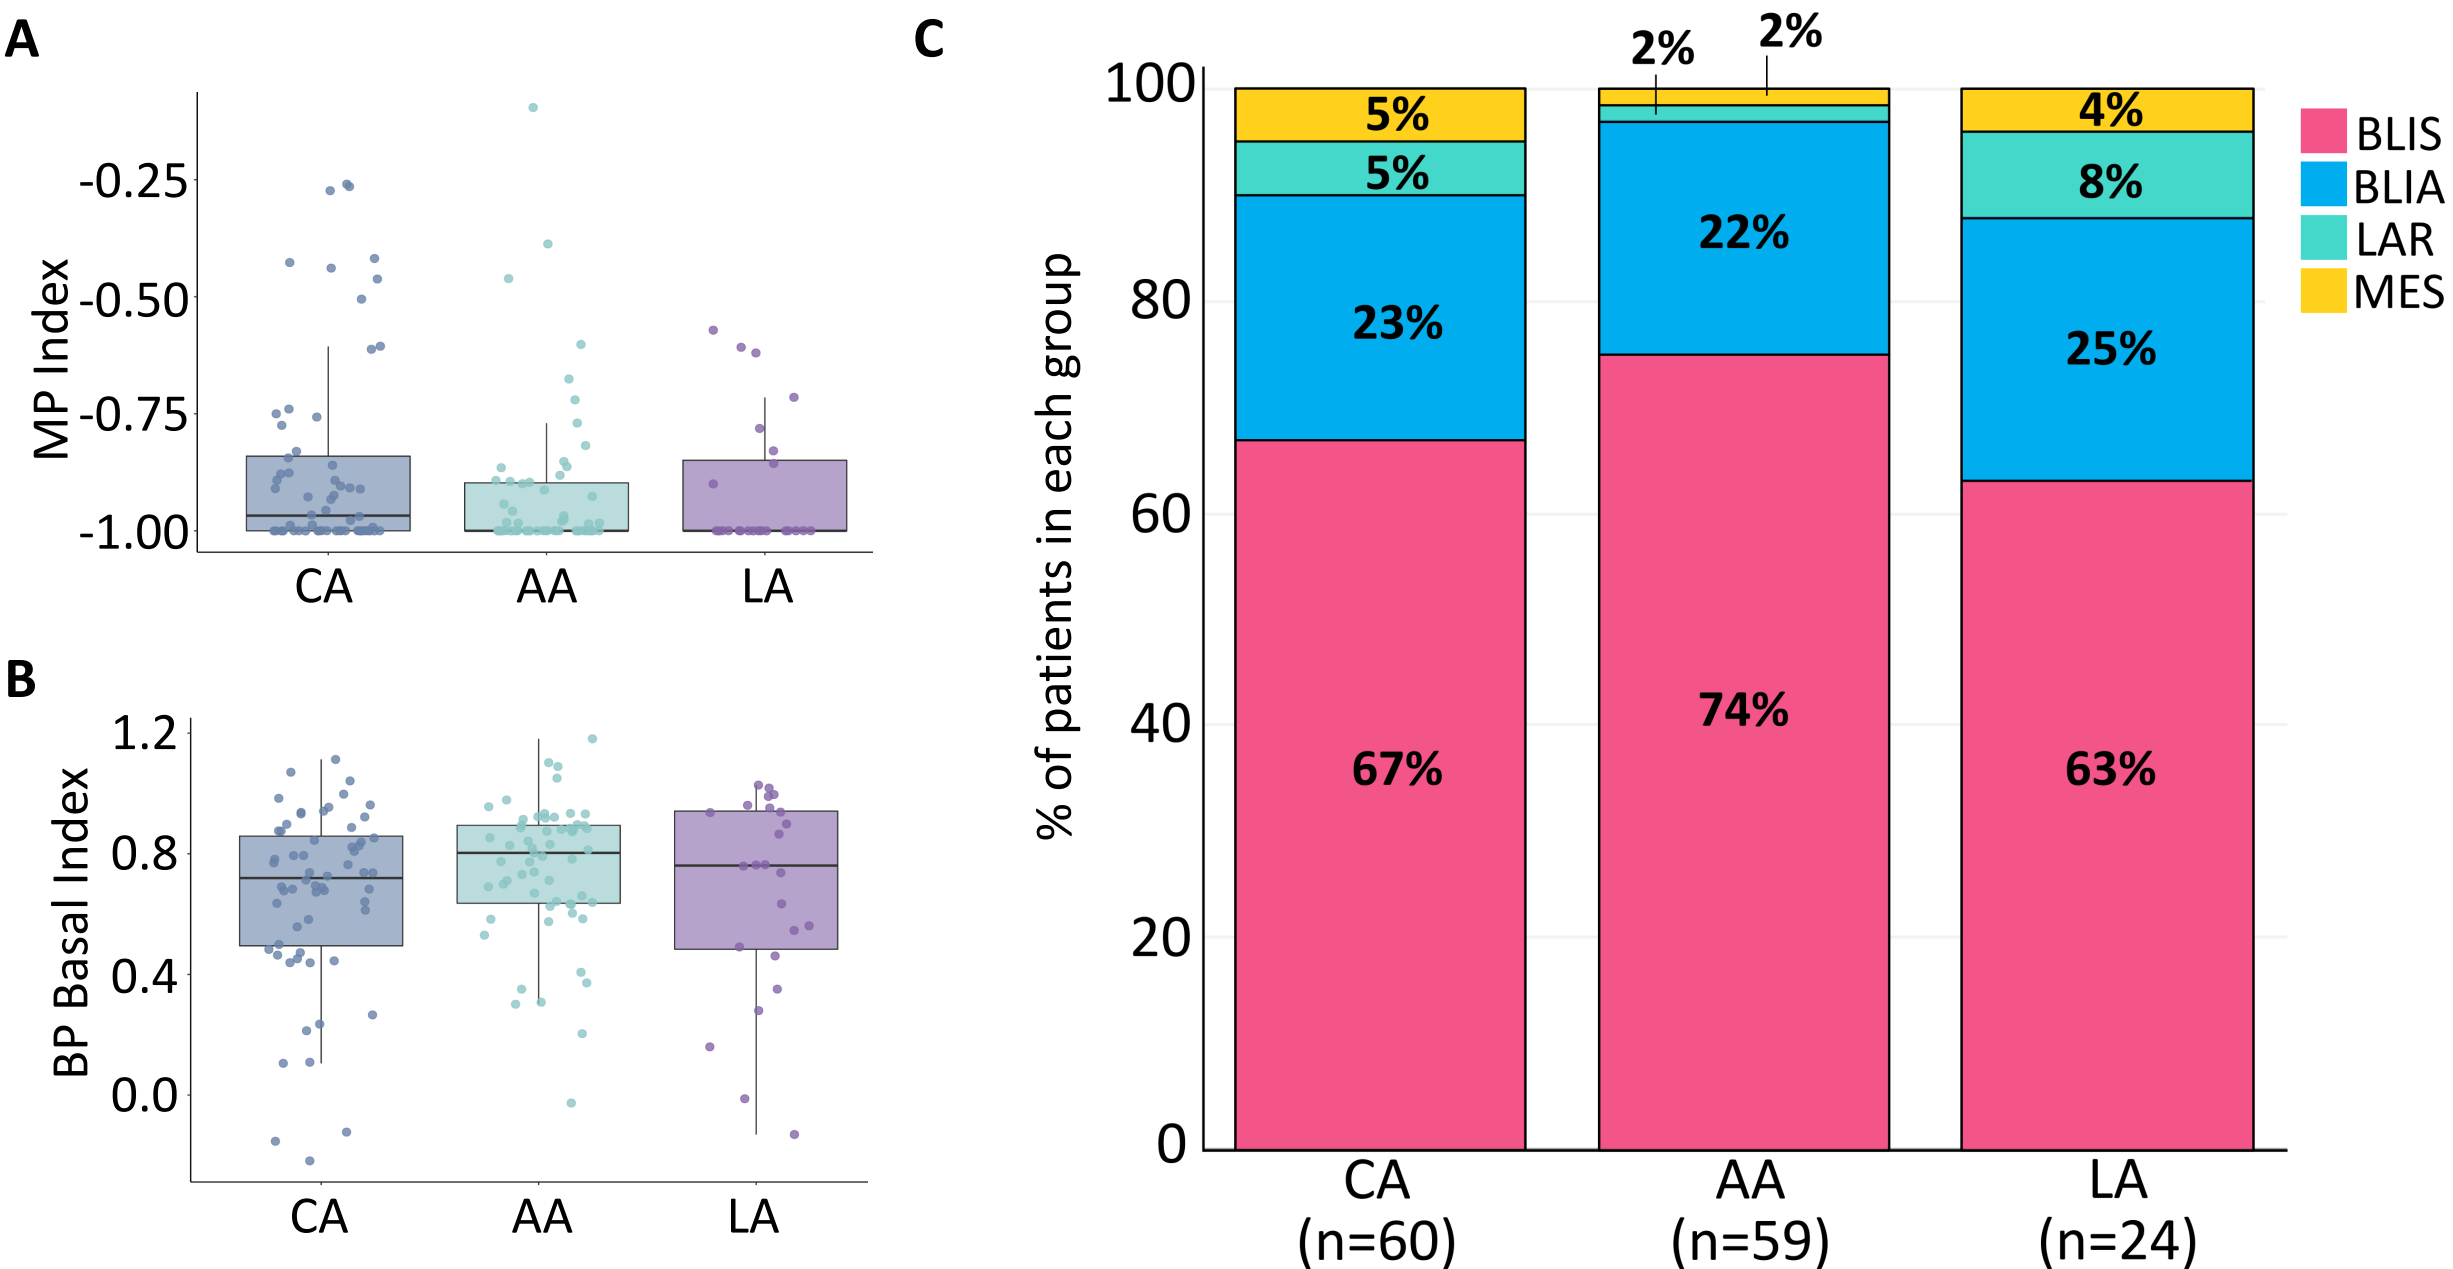 A
MP Index
-0.25
-0.50
-0.75
-1.00
CA AA LA
B
BP Basal Index
1.2
0.8
0.4
0.0
CA AA LA
C
% of patients in each group
100
80
60
40
20
0
2% 2%
5% 4%
5% 8%
23% 22% 25%
67% 74% 63%
CA AA LA
(n=60) (n=59) (n=24)
BLIS
BLIA
LAR
MES